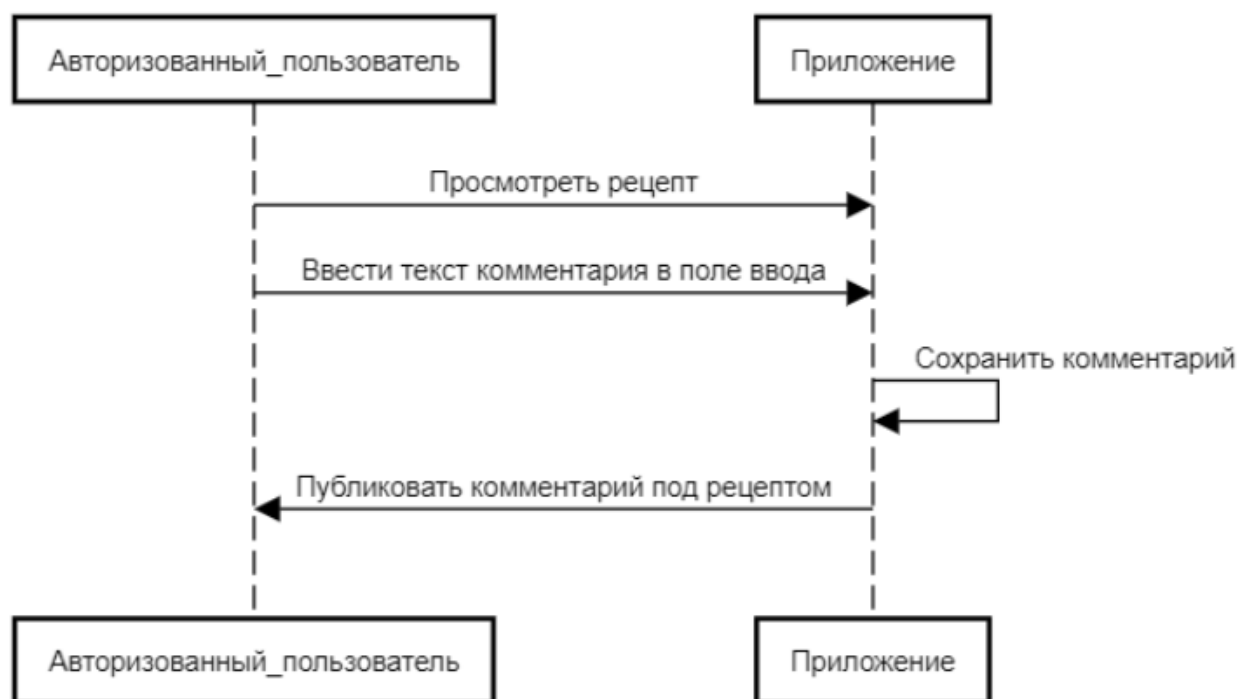 Авторизованный_пользователь
Приложение
Просмотреть рецепт
Ввести текст комментария в поле ввода
Сохранить комментарий
Публиковать комментарий под рецептом
Авторизованный_пользователь
Приложение